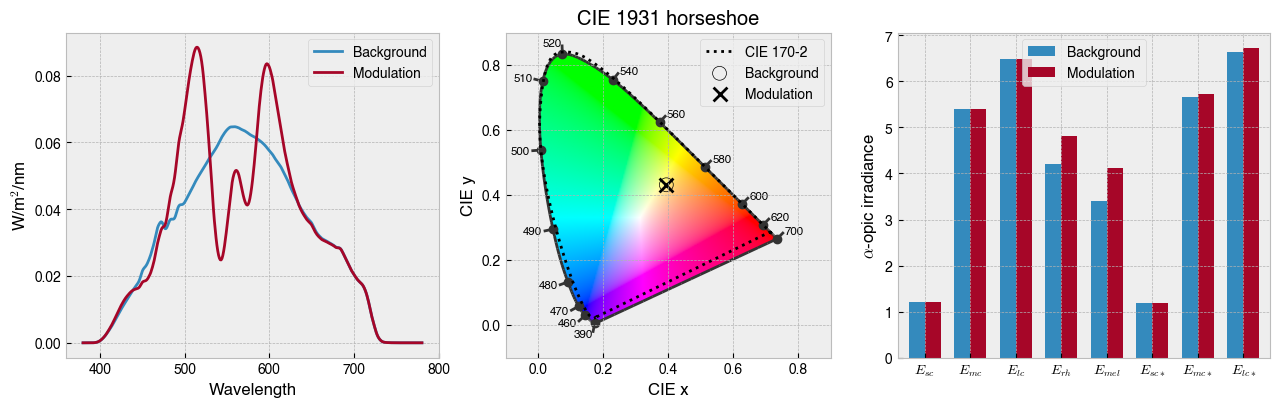 Background
Modulation
W/m²/nm
0.08
0.06
0.04
0.02
0.00
400
500
600
700
800
Wavelength
CIE 1931 horseshoe
CIE 170-2
Background
Modulation
CIE y
0.8
0.6
0.4
0.2
0.0
520
510
540
560
500
580
600
620
700
490
480
470
460
390
0.0
0.2
0.4
0.6
0.8
CIE x
Background
Modulation
α-opic irradiance
7
6
5
4
3
2
1
0
E_sc
E_mc
E_lc
E_rh
E_mel
E_sc*
E_mc*
E_lc*